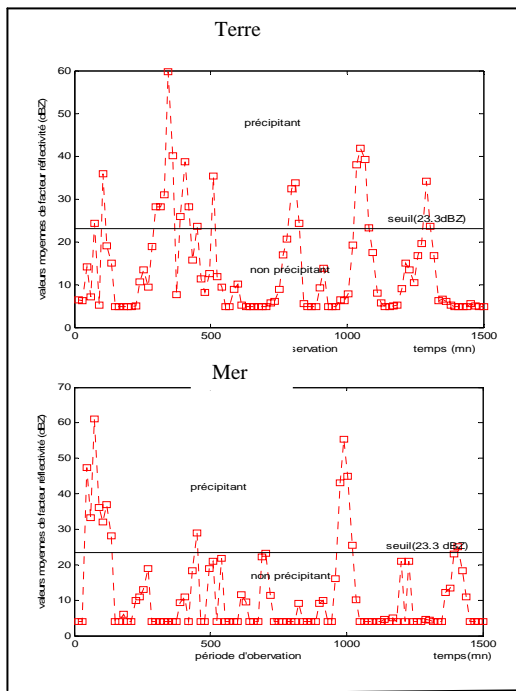 Terre
valeurs moyennes de facteur réflectivité (dBZ)
60
50
40
30
20
10
0
précipitant
seuil(23.3dBZ)
non précipitant
0 500 1000 1500
servation temps (mn)
Mer
valeurs moyennes de facteur réflectivité (dBZ)
70
60
50
40
30
20
10
0
précipitant
seuil(23.3 dBZ)
non précipitant
0 500 1000 1500
période d'obervation temps(mn)